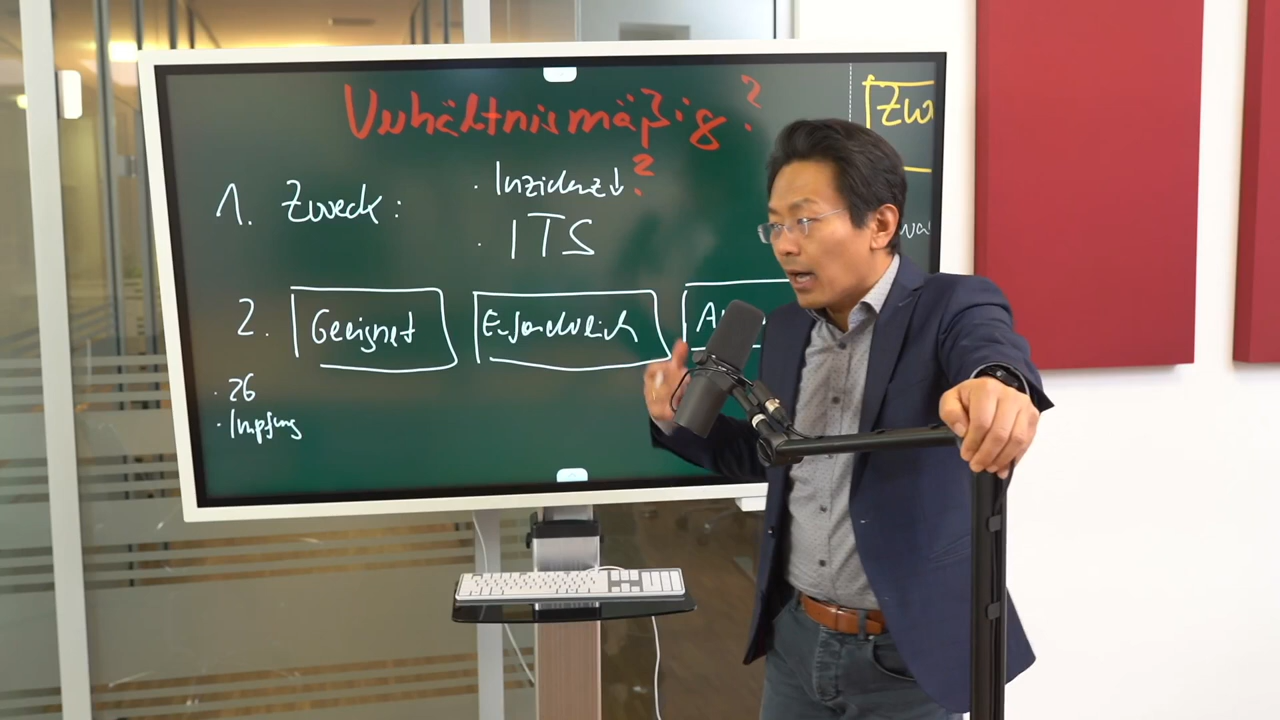 Verhältnismäßig?
1. Zweck:
· Inzidenz↓ ?
· ITS
2. Geeignet Erforderlich
· 2G
· Impfung